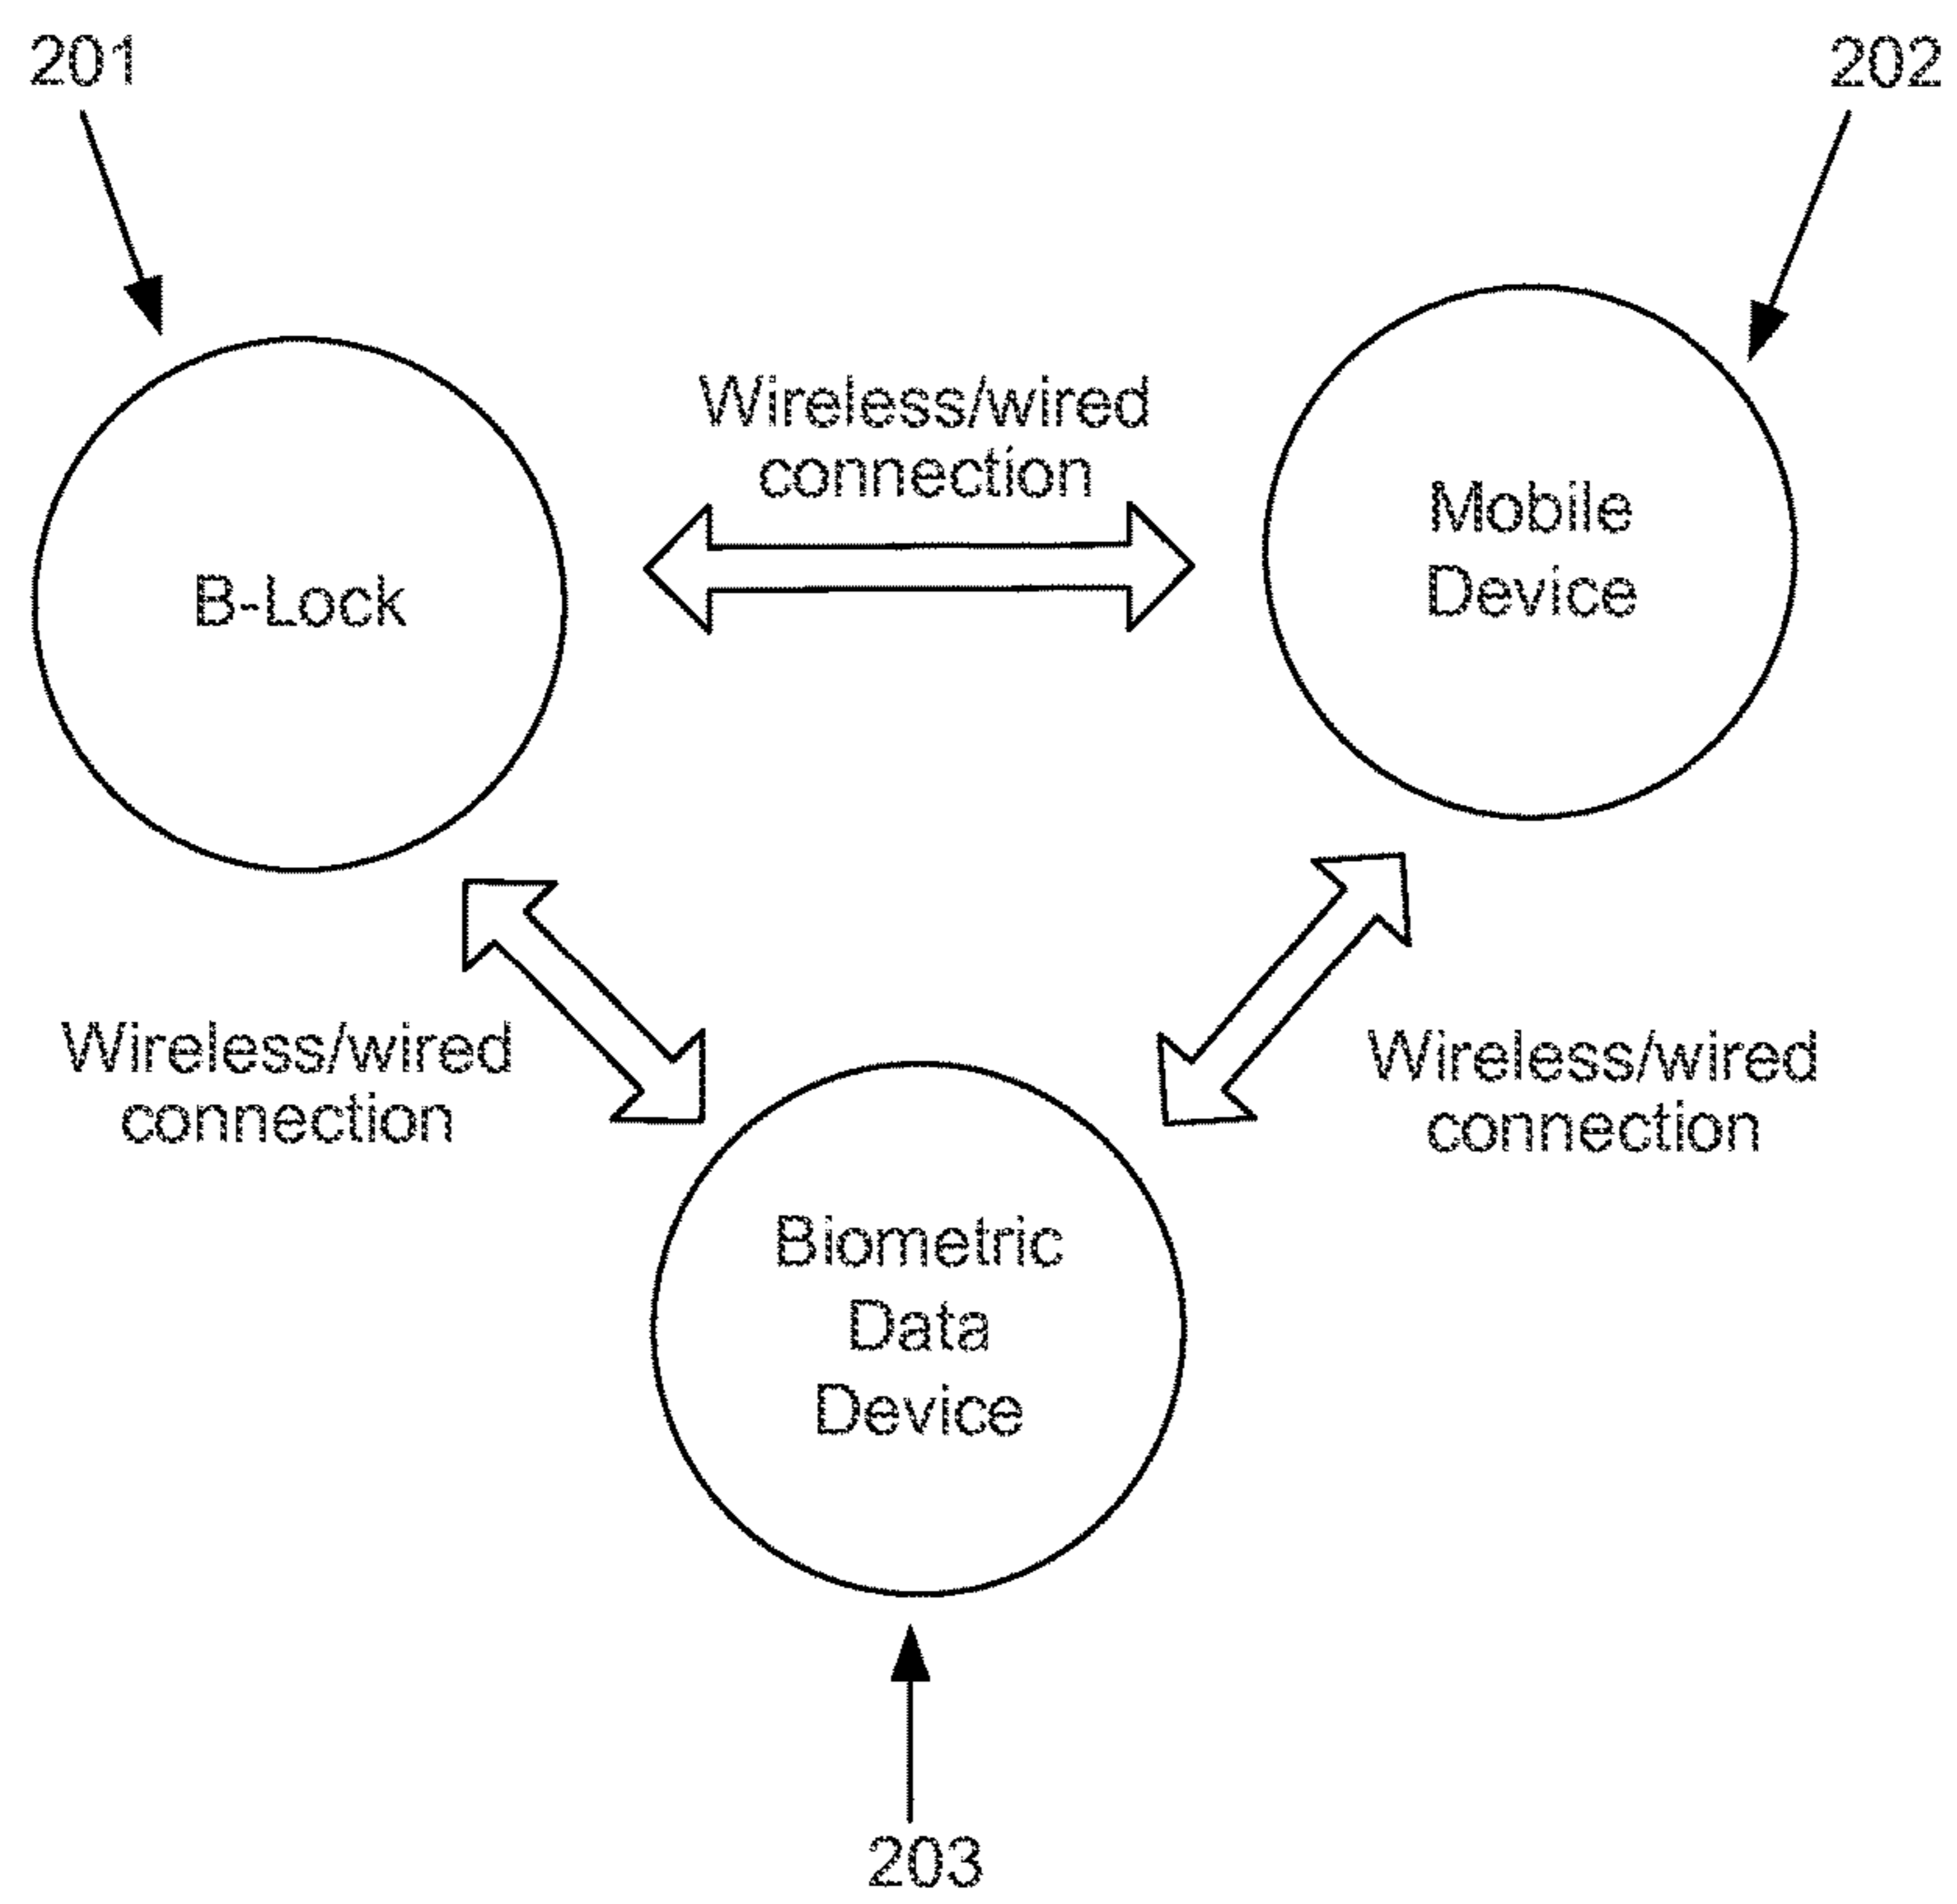 201
202
Wireless/wired
connection
B-Lock
Mobile
Device
Wireless/wired
connection
Wireless/wired
connection
Biometric
Data
Device
203